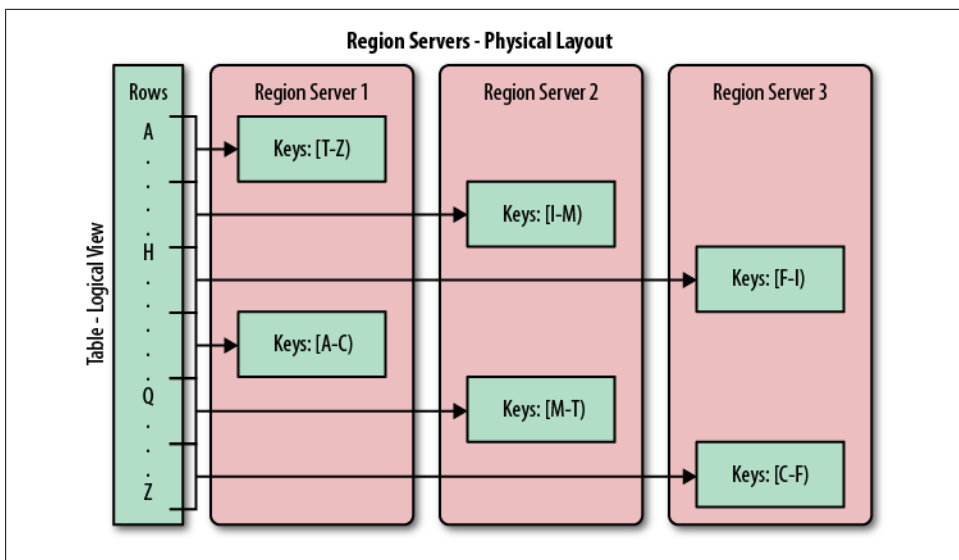 Region Servers - Physical Layout
Rows
Region Server 1
Region Server 2
Region Server 3
Table - Logical View
A
.
.
.
.
H
.
.
.
.
Q
.
.
.
Z
Keys: [T-Z)
Keys: [I-M)
Keys: [F-I)
Keys: [A-C)
Keys: [M-T)
Keys: [C-F)